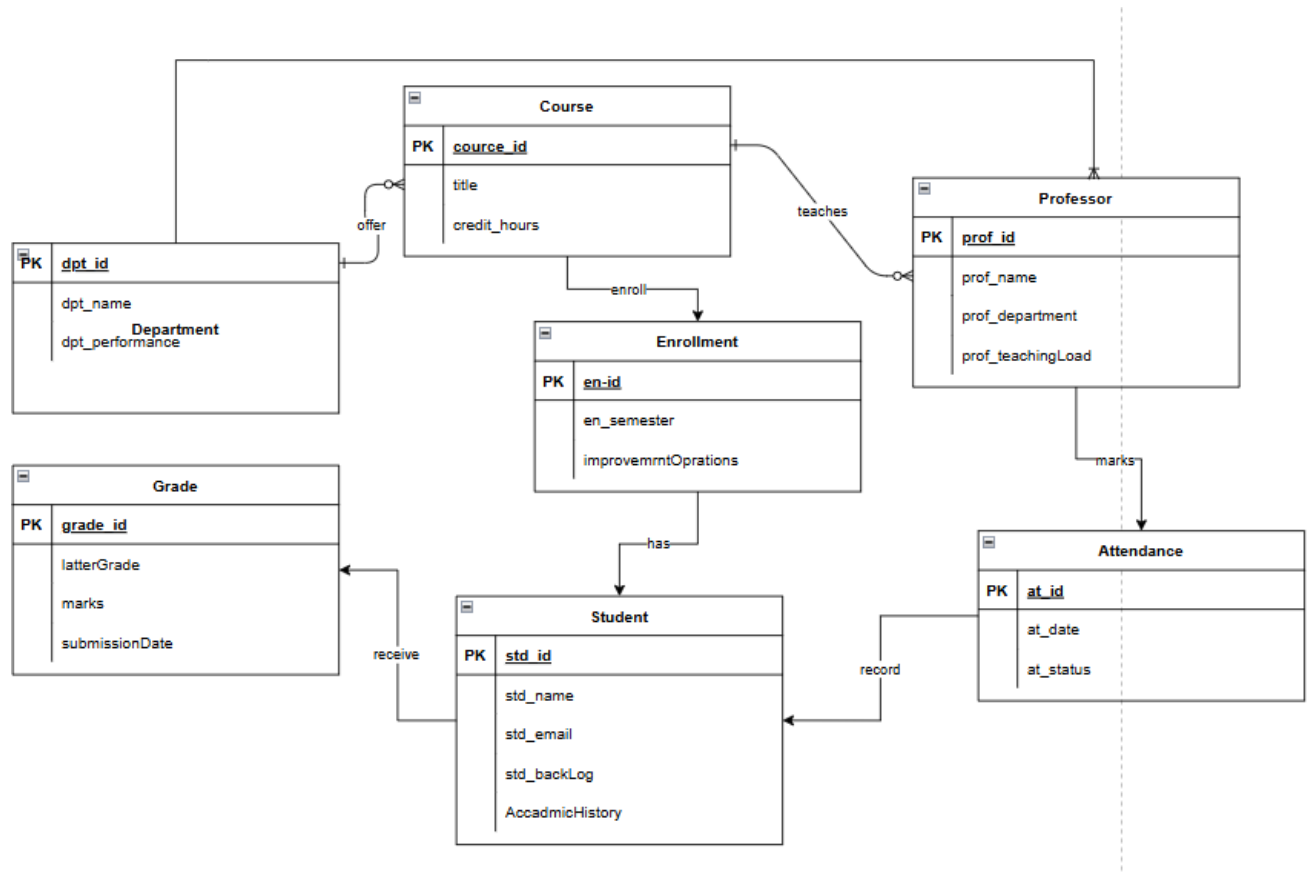 Course
PK cource_id
title
credit_hours
offer
teaches
Professor
PK prof_id
prof_name
prof_department
prof_teachingLoad
PK dpt_id
dpt_name
Department
dpt_performance
enroll
Enrollment
PK en-id
en_semester
improvemrntOprations
marks
Grade
PK grade_id
latterGrade
marks
submissionDate
has
Attendance
PK at_id
at_date
at_status
receive
record
Student
PK std_id
std_name
std_email
std_backLog
AccadmicHistory